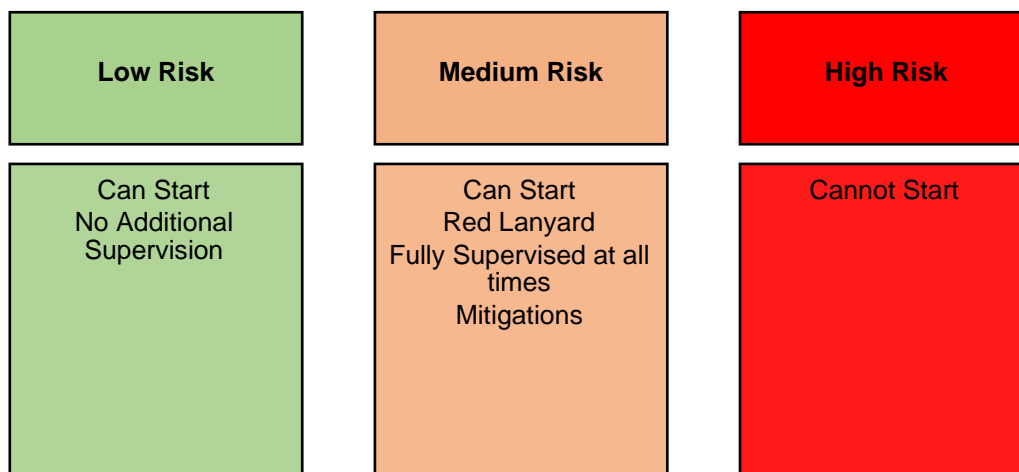 Low Risk
Medium Risk
High Risk
Can Start
No Additional
Supervision
Can Start
Red Lanyard
Fully Supervised at all
times
Mitigations
Cannot Start